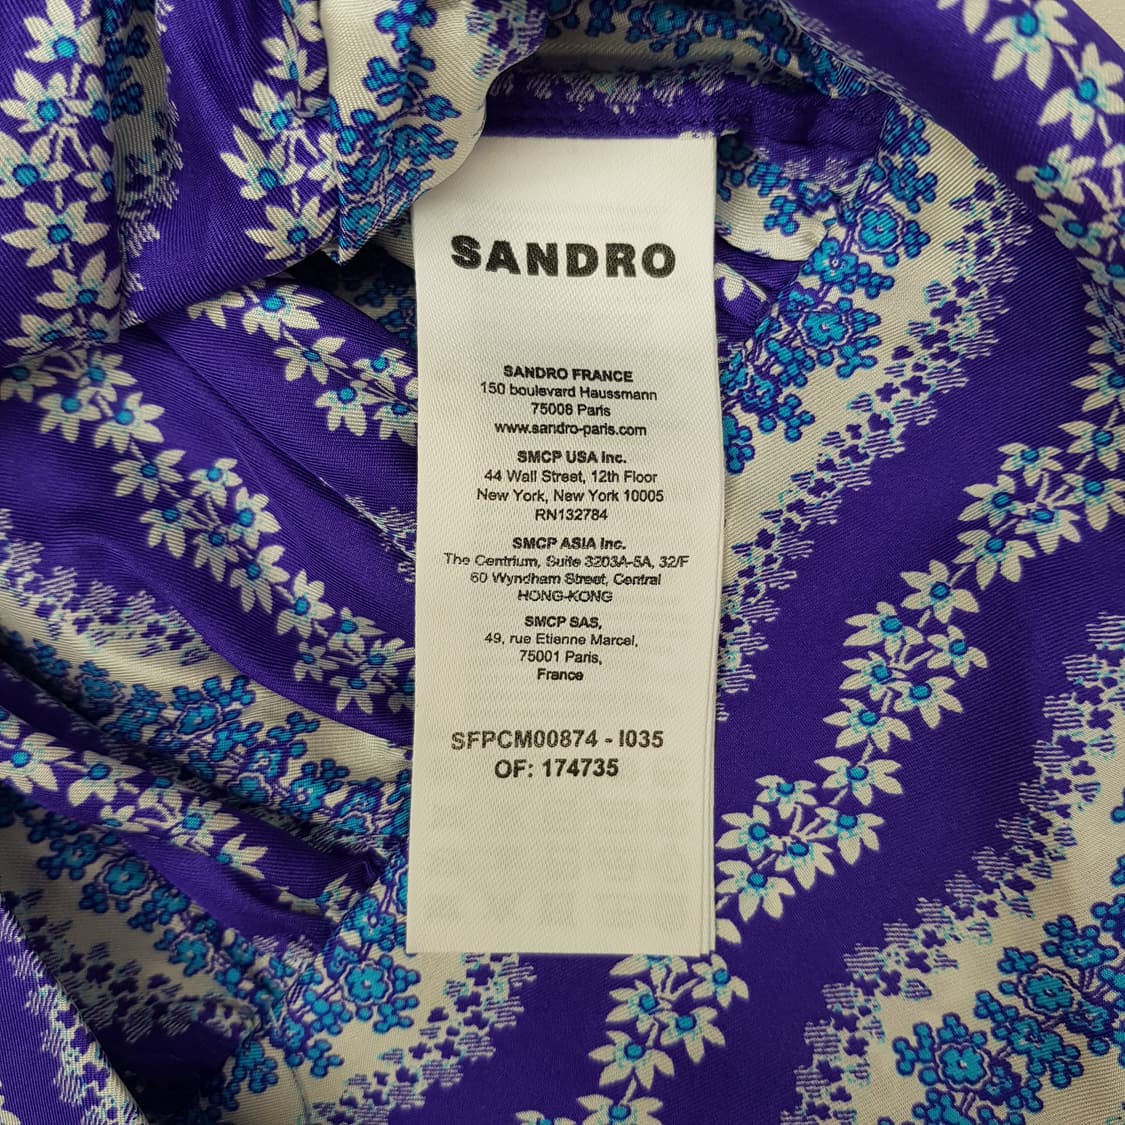 SANDRO
SANDRO FRANCE
150 boulevard Haussmann
75008 Paris
www.sandro-paris.com
SMCP USA Inc.
44 Wall Street, 12th Floor
New York, New York 10005
RN132784
SMCP ASIA Inc.
The Centrium, Suite 3203A-5A, 32/F
60 Wyndham Street, Central
HONG-KONG
SMCP SAS,
49, rue Etienne Marcel,
75001 Paris,
France
SFPCM00874 - I035
OF: 174735